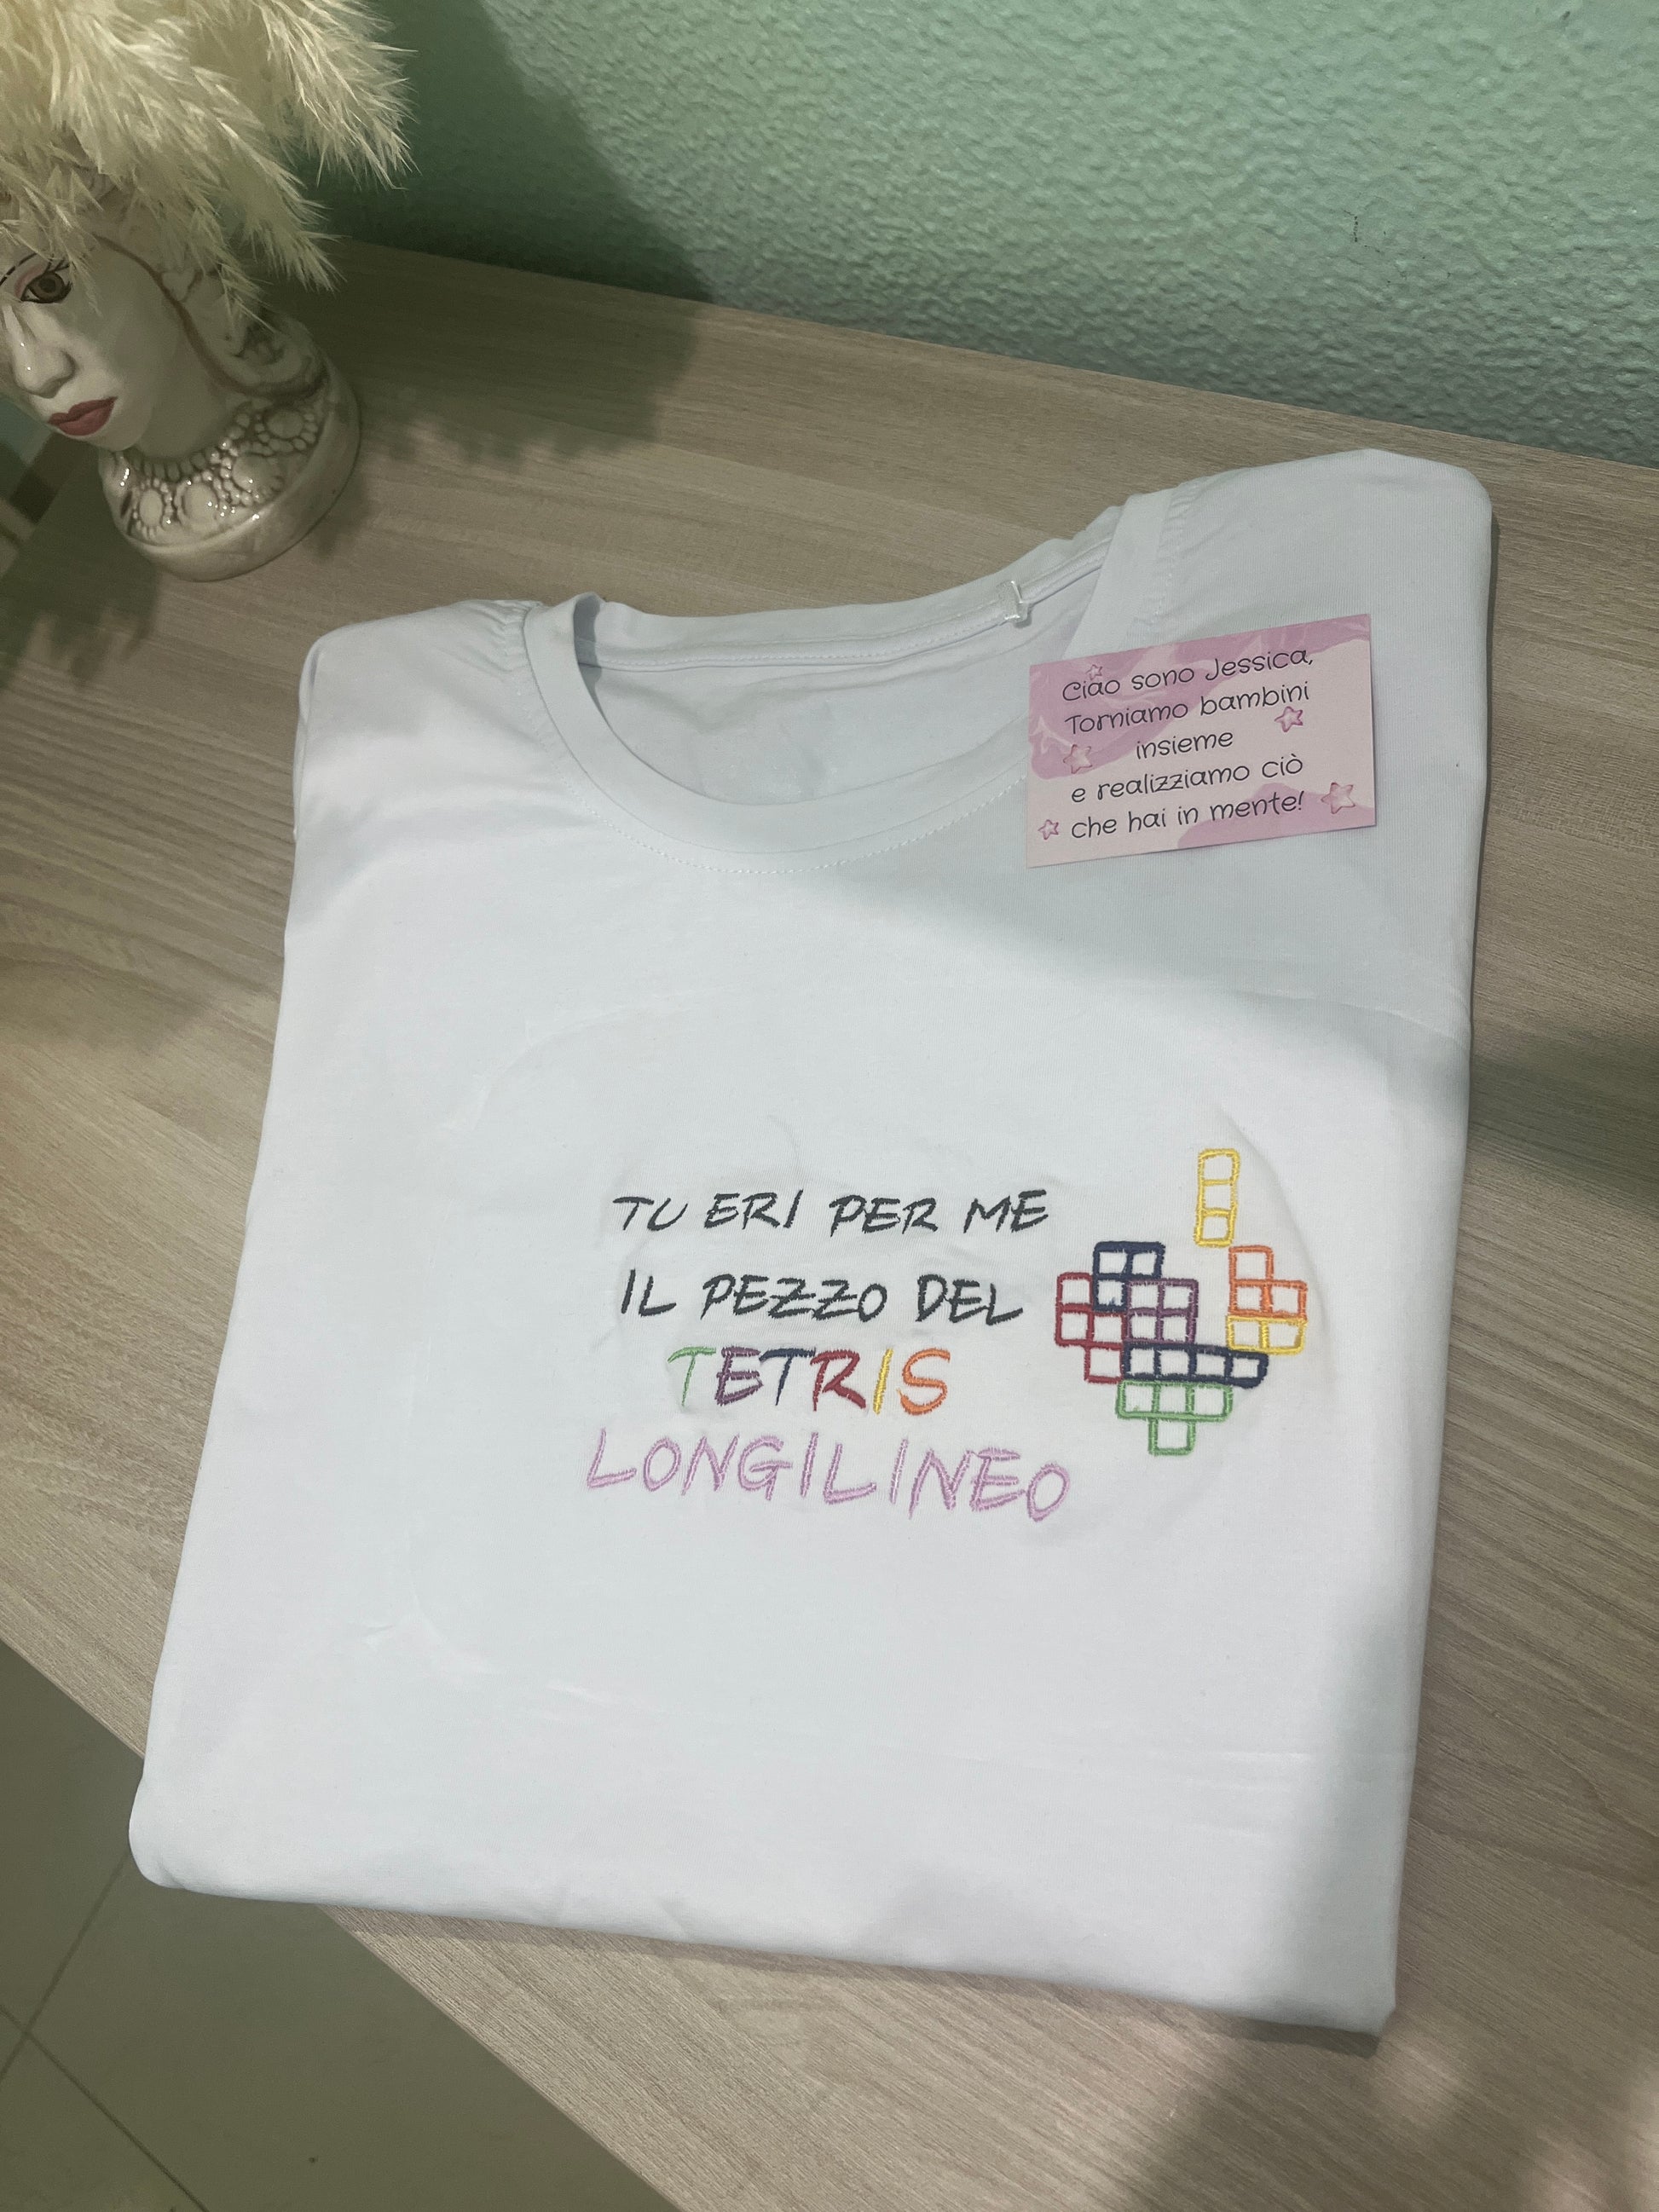 Ciao sono Jessica,
Torniamo bambini
insieme
e realizziamo ciò
che hai in mente!
TU ERI PER ME
IL PEZZO DEL
TETRIS
LONGILINEO